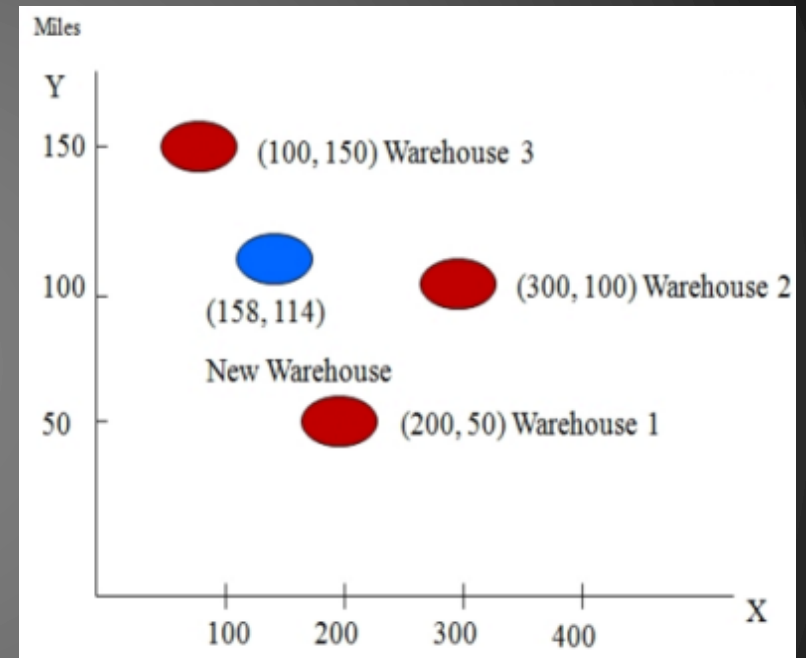 Miles
Y
150
(100, 150) Warehouse 3
100
(300, 100) Warehouse 2
(158, 114)
New Warehouse
50
(200, 50) Warehouse 1
X
100 200 300 400